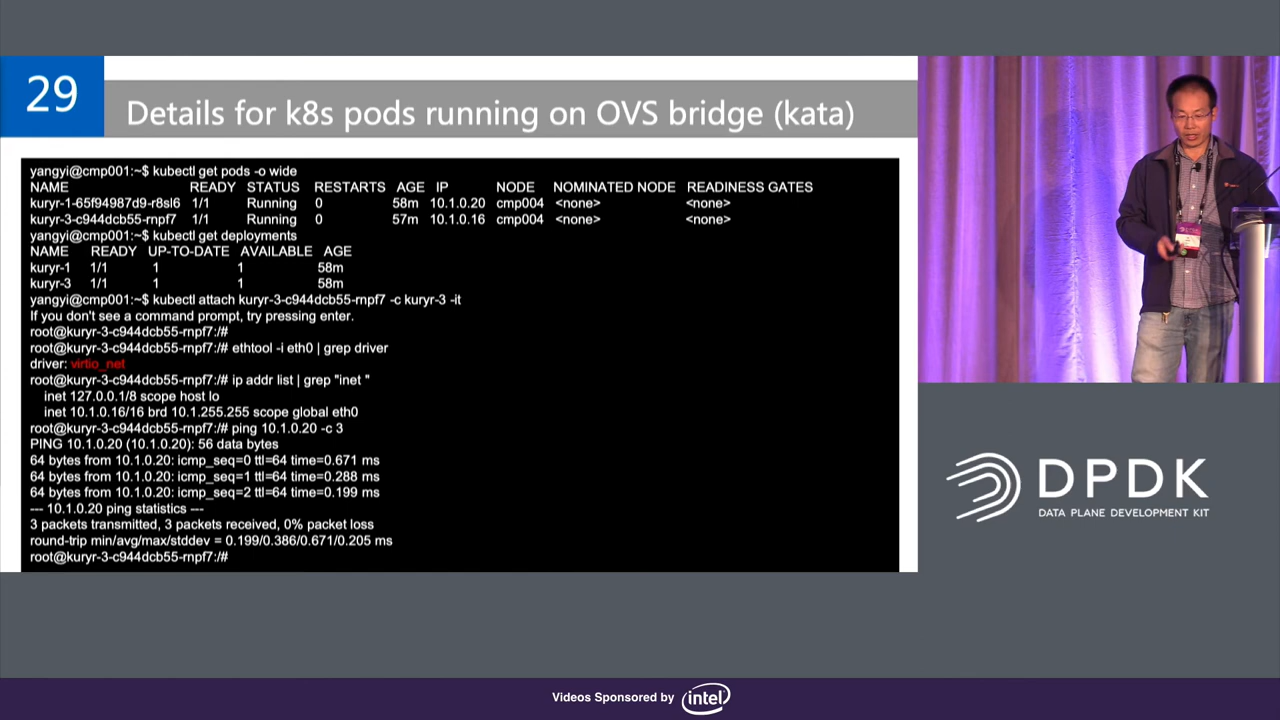 29
Details for k8s pods running on OVS bridge (kata)
yangyi@cmp001:~$ kubectl get pods -o wide
NAME READY STATUS RESTARTS AGE IP NODE NOMINATED NODE READINESS GATES
kuryr-1-65f94987d9-r8sl6 1/1 Running 0 58m 10.1.0.20 cmp004 <none> <none>
kuryr-3-c944dcb55-rnpf7 1/1 Running 0 57m 10.1.0.16 cmp004 <none> <none>
yangyi@cmp001:~$ kubectl get deployments
NAME READY UP-TO-DATE AVAILABLE AGE
kuryr-1 1/1 1 1 58m
kuryr-3 1/1 1 1 58m
yangyi@cmp001:~$ kubectl attach kuryr-3-c944dcb55-rnpf7 -c kuryr-3 -it
If you don't see a command prompt, try pressing enter.
root@kuryr-3-c944dcb55-rnpf7:/#
root@kuryr-3-c944dcb55-rnpf7:/# ethtool -i eth0 | grep driver
driver: virtio_net
root@kuryr-3-c944dcb55-rnpf7:/# ip addr list | grep "inet "
inet 127.0.0.1/8 scope host lo
inet 10.1.0.16/16 brd 10.1.255.255 scope global eth0
root@kuryr-3-c944dcb55-rnpf7:/# ping 10.1.0.20 -c 3
PING 10.1.0.20 (10.1.0.20): 56 data bytes
64 bytes from 10.1.0.20: icmp_seq=0 ttl=64 time=0.671 ms
64 bytes from 10.1.0.20: icmp_seq=1 ttl=64 time=0.288 ms
64 bytes from 10.1.0.20: icmp_seq=2 ttl=64 time=0.199 ms
--- 10.1.0.20 ping statistics ---
3 packets transmitted, 3 packets received, 0% packet loss
round-trip min/avg/max/stddev = 0.199/0.386/0.671/0.205 ms
root@kuryr-3-c944dcb55-rnpf7:/#
DPDK
DATA PLANE DEVELOPMENT KIT
Videos Sponsored by intel